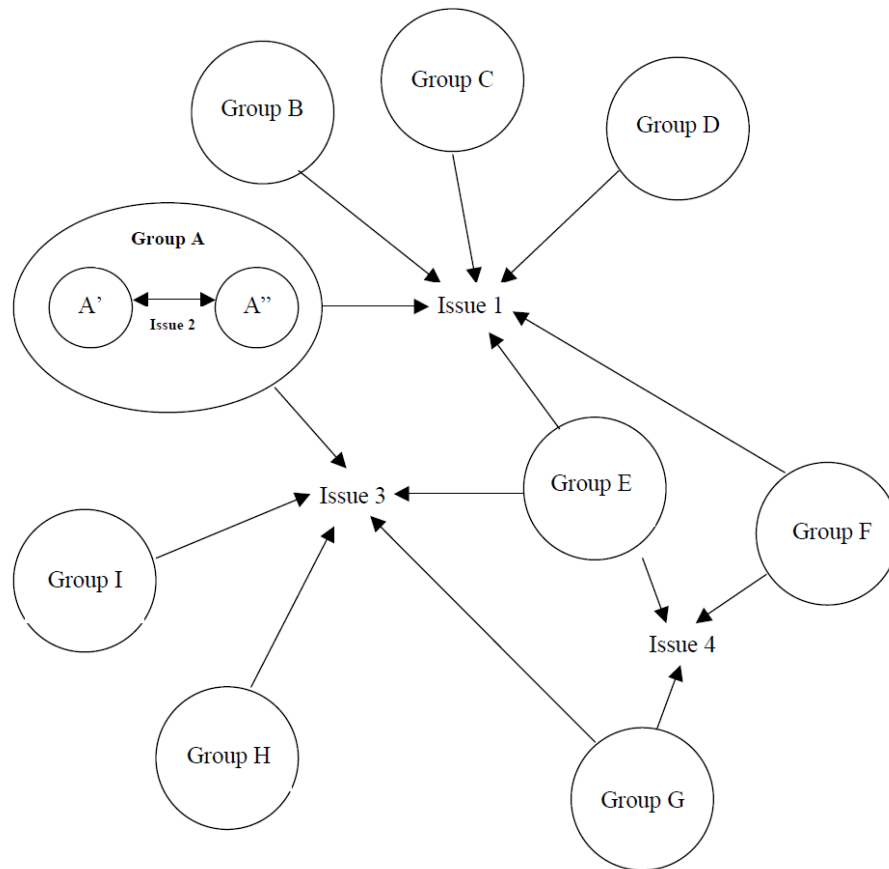 Group C
Group B
Group D
Group A
A’
A”
Issue 2
Issue 1
Group E
Issue 3
Group F
Group I
Issue 4
Group H
Group G